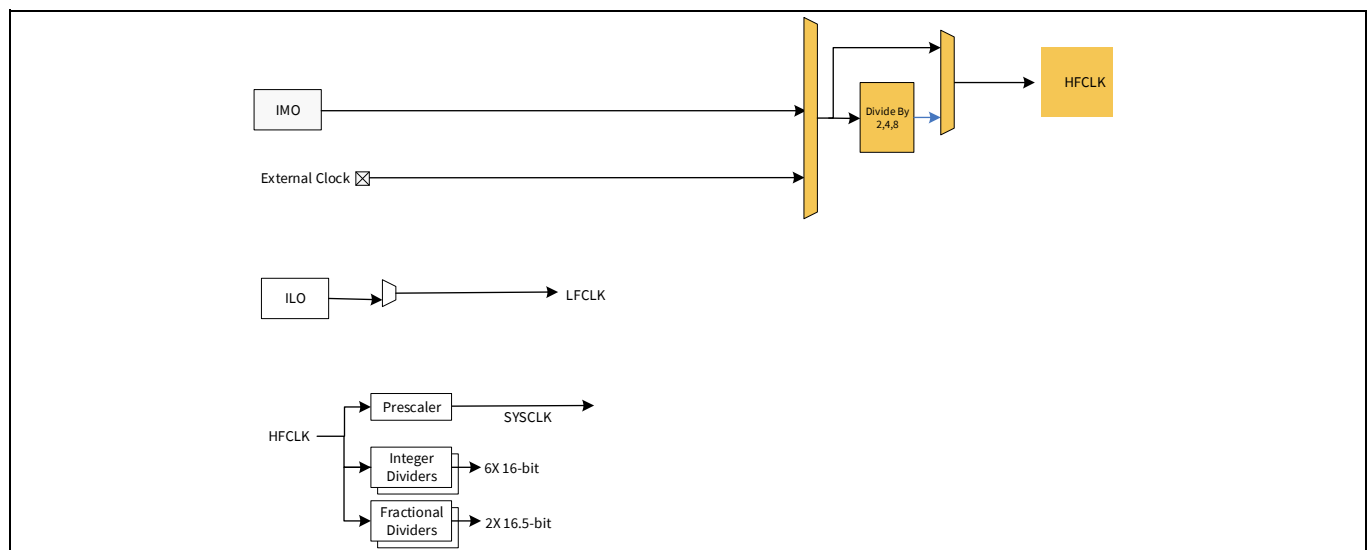 IMO
External Clock
Divide By
2,4,8
HFCLK
ILO
LFCLK
HFCLK
Prescaler
SYSCLK
Integer
Dividers
6X 16-bit
Fractional
Dividers
2X 16.5-bit